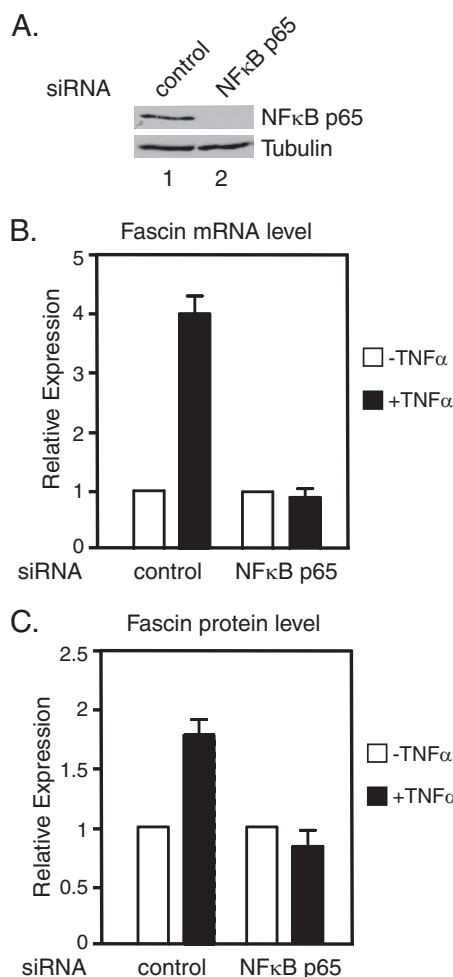 A.
siRNA control NFκB p65
NFκB p65
Tubulin
1 2
B.
Fascin mRNA level
Relative Expression
5
4
3
2
1
0
-TNFα
+TNFα
siRNA control NFκB p65
C.
Fascin protein level
Relative Expression
2.5
2
1.5
1
0.5
0
-TNFα
+TNFα
siRNA control NFκB p65